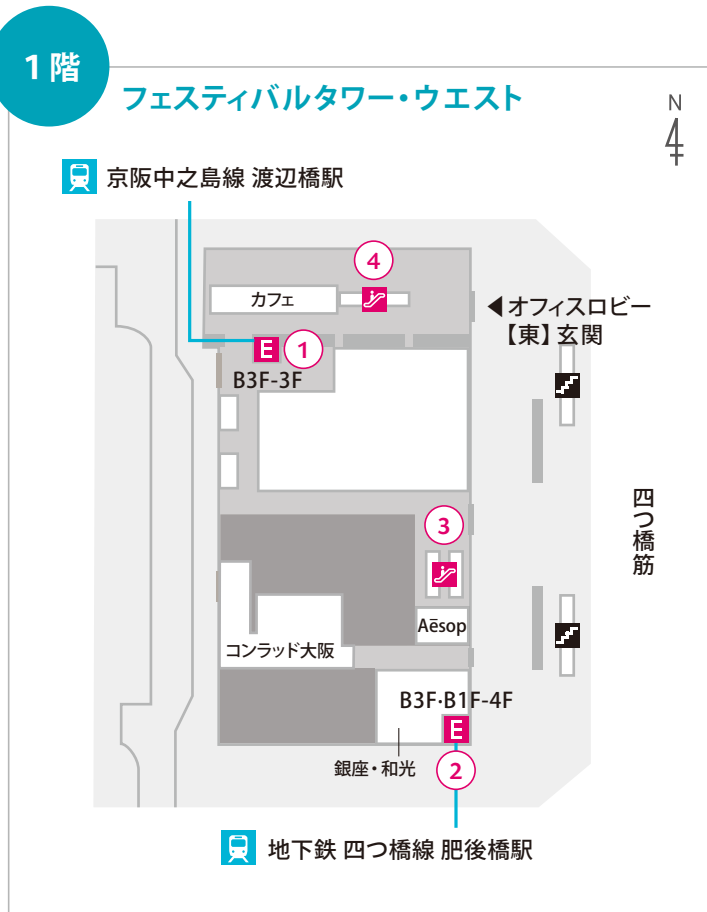 1階
フェスティバルタワー・ウエスト
N
京阪中之島線 渡辺橋駅
4
カフェ
◀オフィスロビー
【東】玄関
E
1
B3F-3F
四つ橋筋
3
Aēsop
コンラッド大阪
B3F・B1F-4F
E
銀座・和光
2
地下鉄 四つ橋線 肥後橋駅